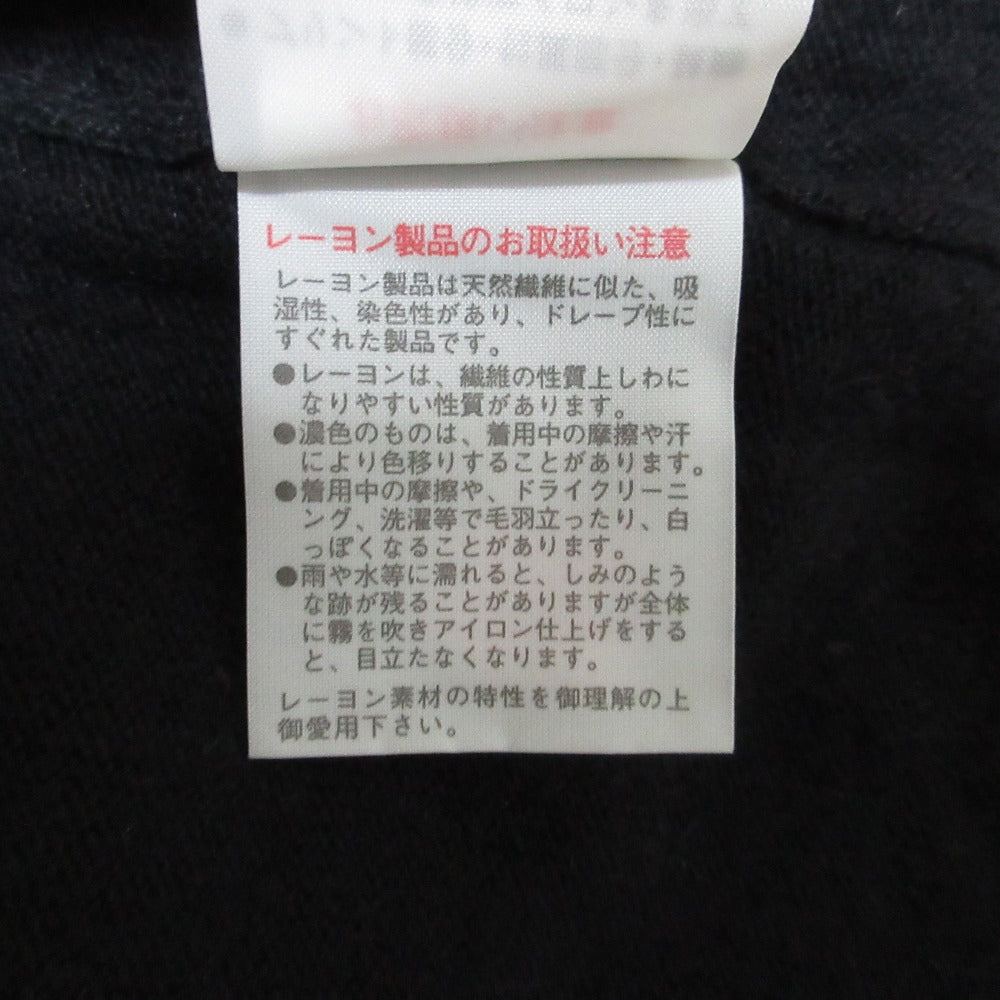 レーヨン製品のお取扱い注意
レーヨン製品は天然繊維に似た、吸
湿性、染色性があり、ドレープ性に
すぐれた製品です。
●レーヨンは、繊維の性質上しわに
なりやすい性質があります。
●濃色のものは、着用中の摩擦や汗
により色移りすることがあります。
●着用中の摩擦や、ドライクリーニ
ング、洗濯等で毛羽立ったり、白
っぽくなることがあります。
●雨や水等に濡れると、しみのよう
な跡が残ることがありますが全体
に霧を吹きアイロン仕上げをする
と、目立たなくなります。
レーヨン素材の特性を御理解の上
御愛用下さい。